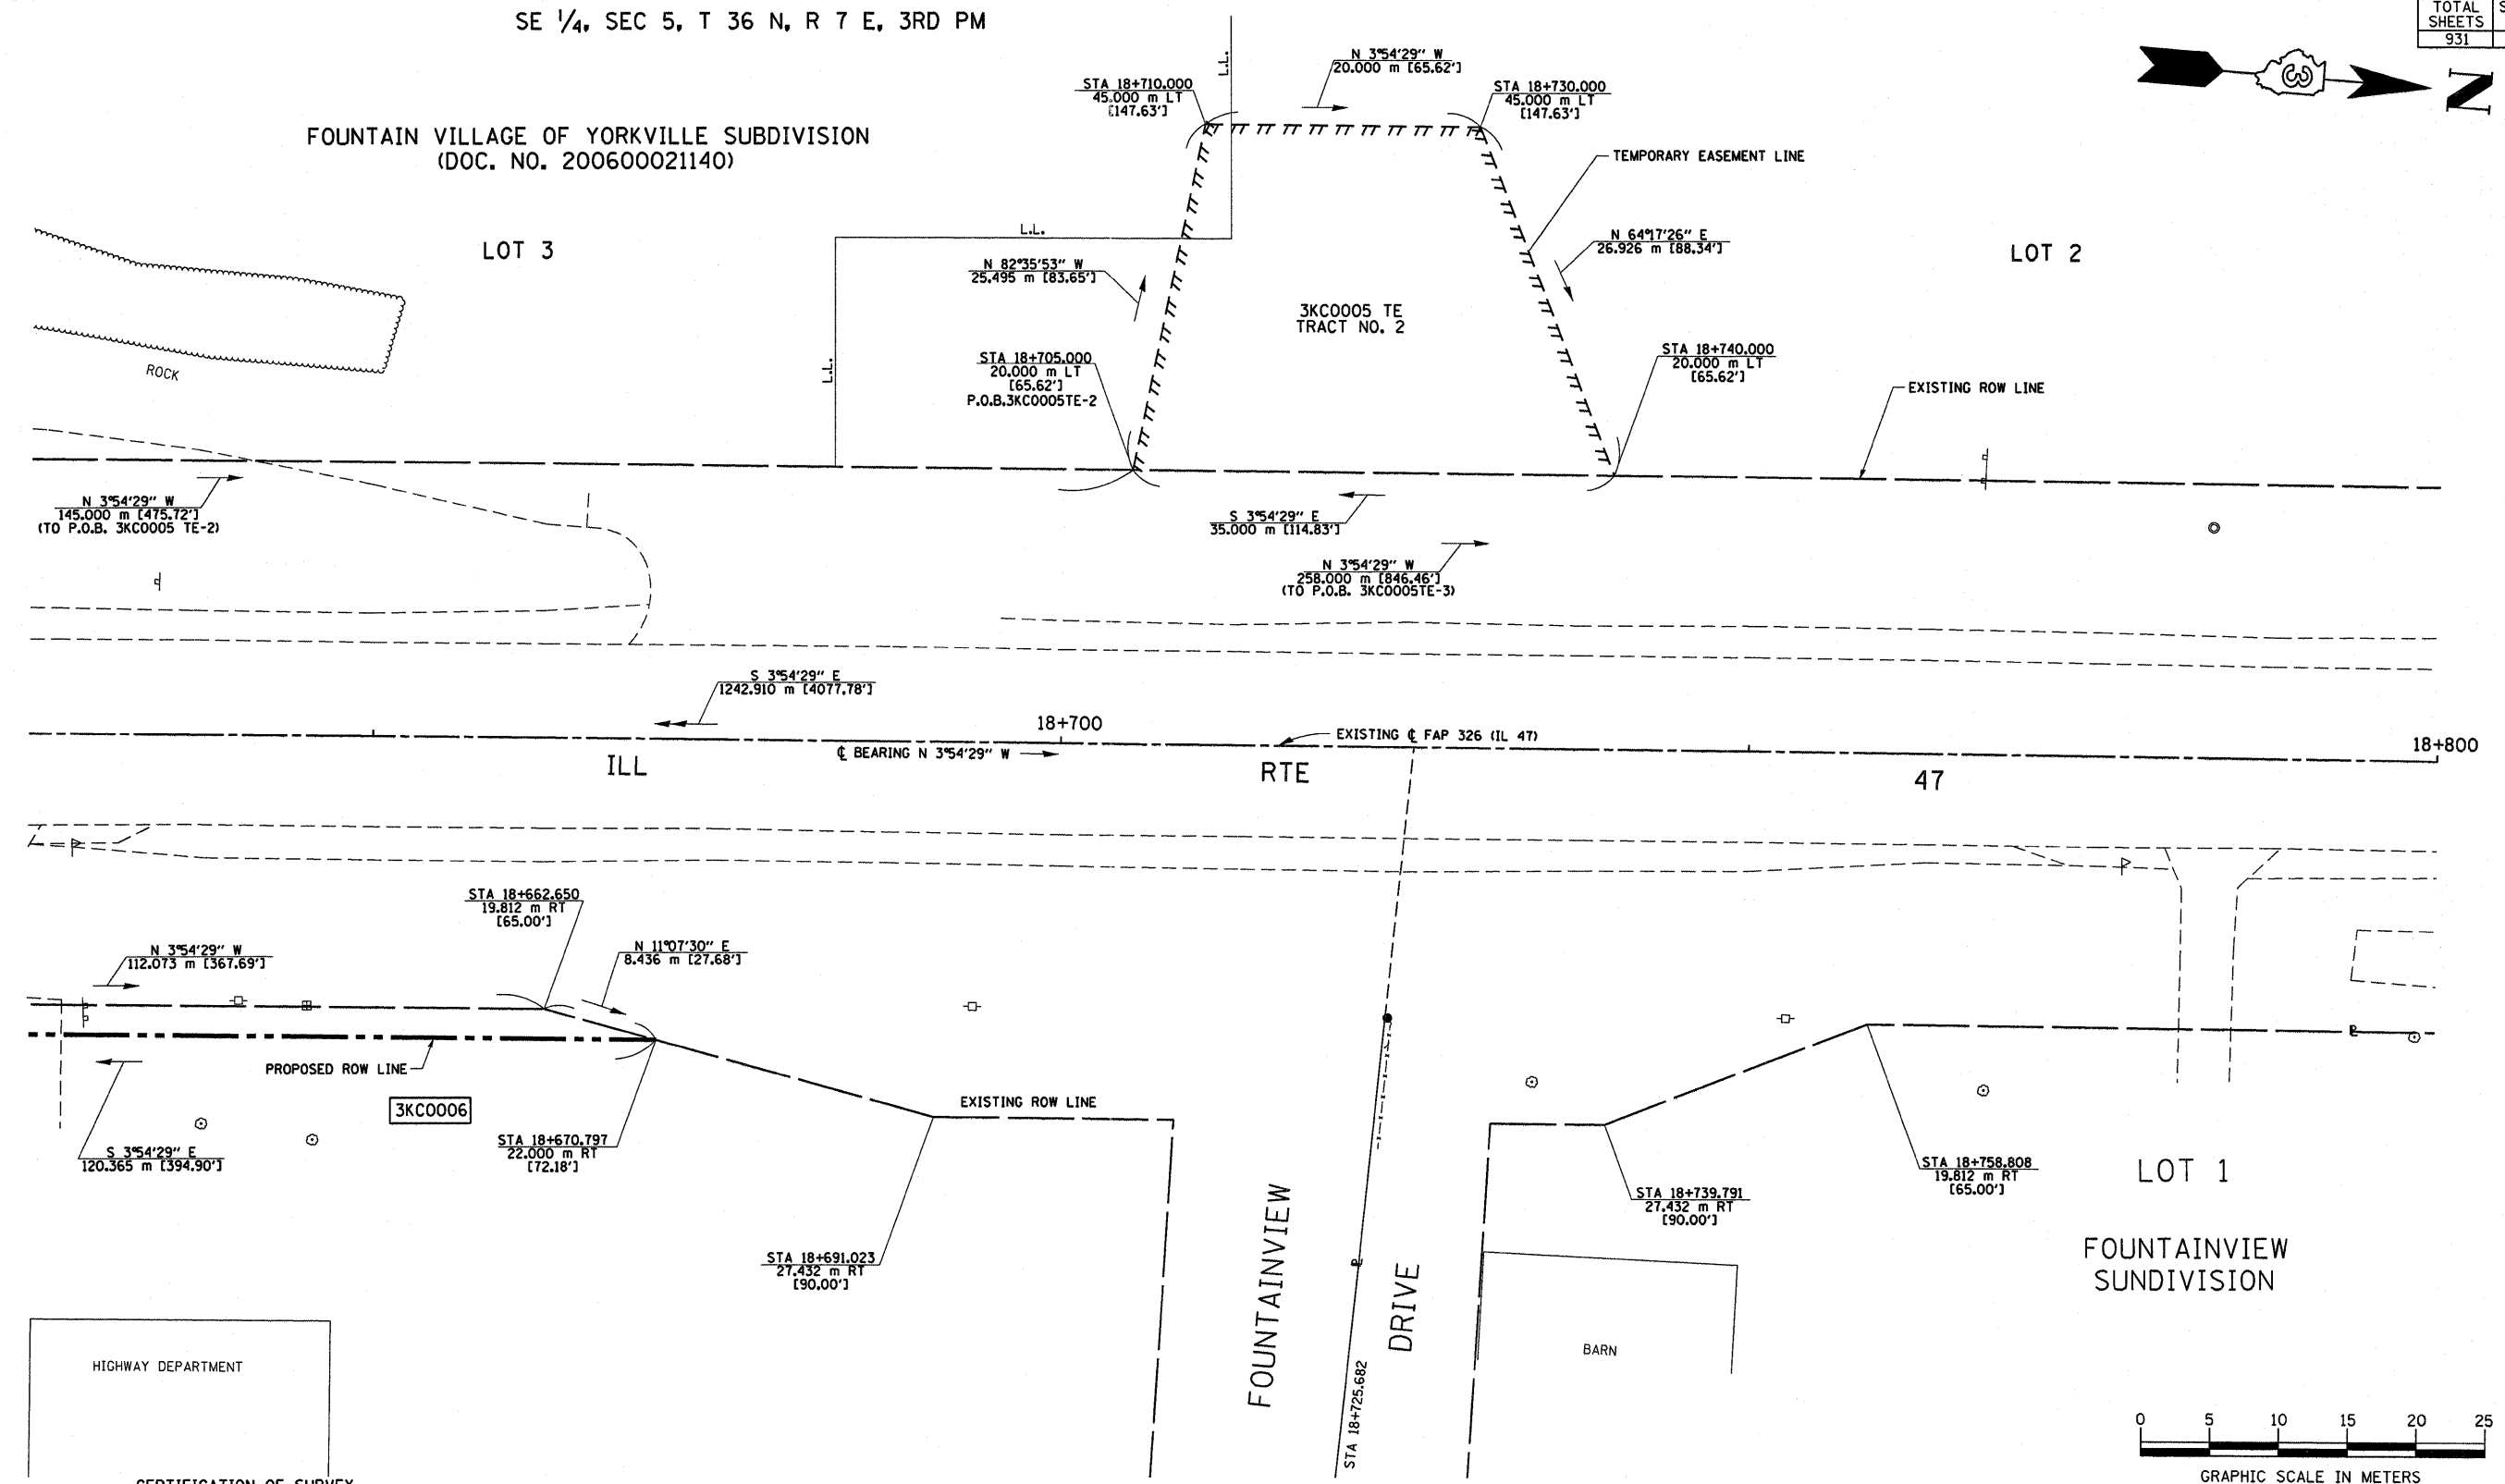 SE 1/4, SEC 5, T 36 N, R 7 E, 3RD PM
TOTAL
SHEETS
931
3
N
L.L.
N 3°54'29" W
20.000 m [65.62']
STA 18+710.000
45.000 m LT
[147.63']
STA 18+730.000
45.000 m LT
[147.63']
FOUNTAIN VILLAGE OF YORKVILLE SUBDIVISION
(DOC. NO. 200600021140)
TEMPORARY EASEMENT LINE
LOT 3
L.L.
N 64°17'26" E
26.926 m [88.34']
LOT 2
N 82°35'53" W
25.495 m [83.65']
3KC0005 TE
TRACT NO. 2
ROCK
L.L.
STA 18+705.000
20.000 m LT
[65.62']
P.O.B.3KC0005TE-2
STA 18+740.000
20.000 m LT
[65.62']
EXISTING ROW LINE
N 3°54'29" W
145.000 m [475.72']
(TO P.O.B. 3KC0005 TE-2)
S 3°54'29" E
35.000 m [114.83']
N 3°54'29" W
258.000 m [846.46']
(TO P.O.B. 3KC0005TE-3)
S 3°54'29" E
1242.910 m [4077.78']
18+700
EXISTING ℄ FAP 326 (IL 47)
18+800
℄ BEARING N 3°54'29" W
ILL RTE 47
STA 18+662.650
19.812 m RT
[65.00']
N 3°54'29" W
112.073 m [367.69']
N 11°07'30" E
8.436 m [27.68']
PROPOSED ROW LINE
3KC0006
EXISTING ROW LINE
S 3°54'29" E
120.365 m [394.90']
STA 18+670.797
22.000 m RT
[72.18']
STA 18+758.808
19.812 m RT
[65.00']
LOT 1
STA 18+739.791
27.432 m RT
[90.00']
STA 18+691.023
27.432 m RT
[90.00']
FOUNTAINVIEW
DRIVE
FOUNTAINVIEW
SUNDIVISION
STA 18+725.682
HIGHWAY DEPARTMENT
BARN
0 5 10 15 20 25
GRAPHIC SCALE IN METERS
CERTIFICATION OF SURVEY